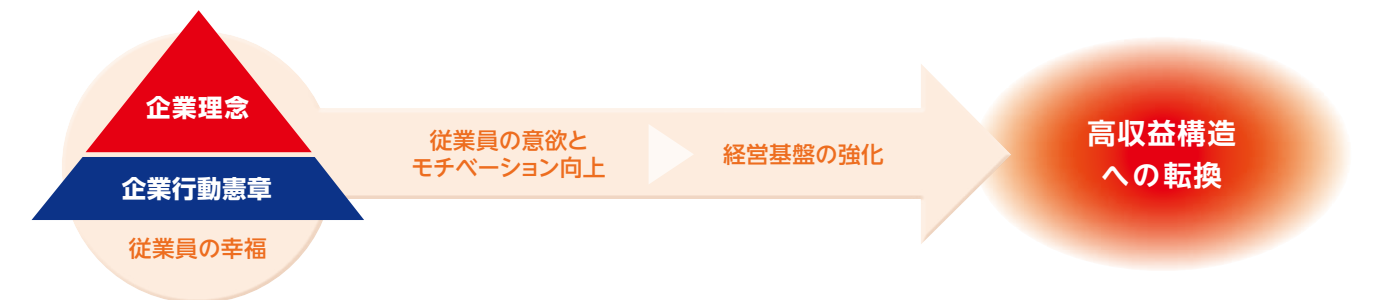 企業理念
企業行動憲章
従業員の幸福
従業員の意欲と
モチベーション向上
経営基盤の強化
高収益構造
への転換